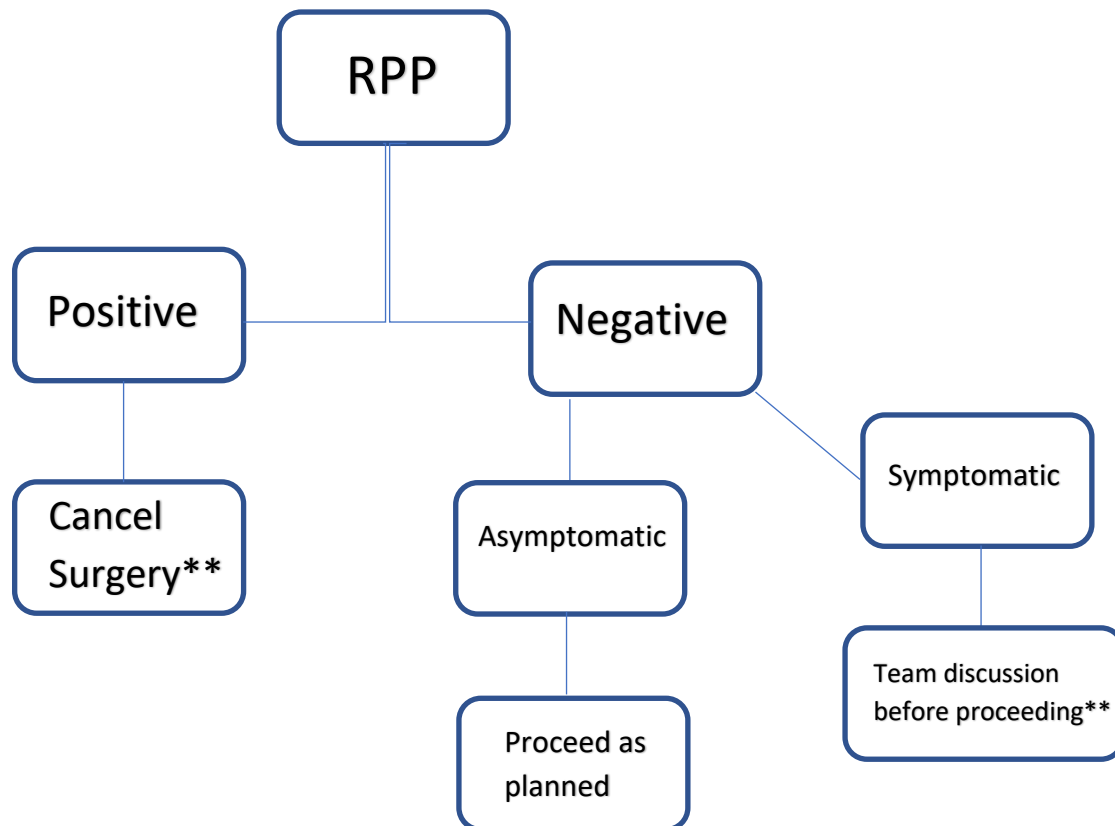 RPP
Positive
Negative
Cancel
Surgery**
Asymptomatic
Symptomatic
Proceed as
planned
Team discussion
before proceeding**